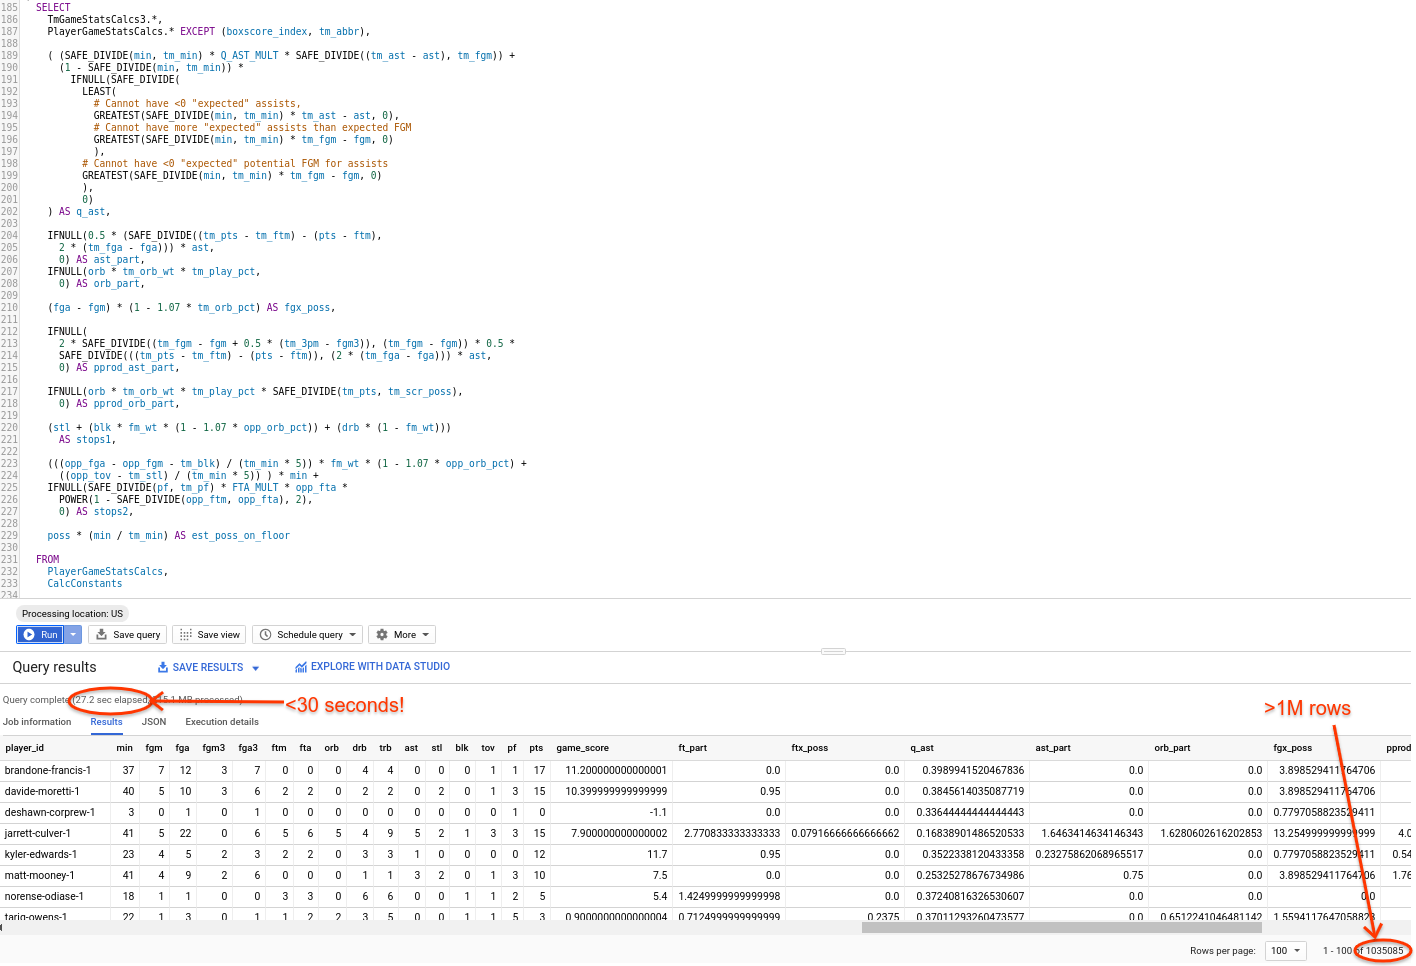 185 SELECT
186 TmGameStatsCalcs3.*,
187 PlayerGameStatsCalcs.* EXCEPT (boxscore_index, tm_abbr),
188
189 ( (SAFE_DIVIDE(min, tm_min) * Q_AST_MULT * SAFE_DIVIDE((tm_ast - ast), tm_fgm)) +
190 (1 - SAFE_DIVIDE(min, tm_min)) *
191 IFNULL(SAFE_DIVIDE(
192 LEAST(
193 # Cannot have <0 "expected" assists,
194 GREATEST(SAFE_DIVIDE(min, tm_min) * tm_ast - ast, 0),
195 # Cannot have more "expected" assists than expected FGM
196 GREATEST(SAFE_DIVIDE(min, tm_min) * tm_fgm - fgm, 0)
197 ),
198 # Cannot have <0 "expected" potential FGM for assists
199 GREATEST(SAFE_DIVIDE(min, tm_min) * tm_fgm - fgm, 0)
200 ),
201 0)
202 ) AS q_ast,
203
204 IFNULL(0.5 * (SAFE_DIVIDE((tm_pts - tm_ftm) - (pts - ftm),
205 2 * (tm_fga - fga))) * ast,
206 0) AS ast_part,
207 IFNULL(orb * tm_orb_wt * tm_play_pct,
208 0) AS orb_part,
209
210 (fga - fgm) * (1 - 1.07 * tm_orb_pct) AS fgx_poss,
211
212 IFNULL(
213 2 * SAFE_DIVIDE((tm_fgm - fgm + 0.5 * (tm_3pm - fgm3)), (tm_fgm - fgm)) * 0.5 *
214 SAFE_DIVIDE(((tm_pts - tm_ftm) - (pts - ftm)), (2 * (tm_fga - fga))) * ast,
215 0) AS pprod_ast_part,
216
217 IFNULL(orb * tm_orb_wt * tm_play_pct * SAFE_DIVIDE(tm_pts, tm_scr_poss),
218 0) AS pprod_orb_part,
219
220 (stl + (blk * fm_wt * (1 - 1.07 * opp_orb_pct)) + (drb * (1 - fm_wt)))
221 AS stops1,
222
223 (((opp_fga - opp_fgm - tm_blk) / (tm_min * 5)) * fm_wt * (1 - 1.07 * opp_orb_pct) +
224 ((opp_tov - tm_stl) / (tm_min * 5)) ) * min +
225 IFNULL(SAFE_DIVIDE(pf, tm_pf) * FTA_MULT * opp_fta *
226 POWER(1 - SAFE_DIVIDE(opp_ftm, opp_fta), 2),
227 0) AS stops2,
228
229 poss * (min / tm_min) AS est_poss_on_floor
230
231 FROM
232 PlayerGameStatsCalcs,
233 CalcConstants
234
Processing location: US
Run Save query Save view Schedule query More
Query results SAVE RESULTS EXPLORE WITH DATA STUDIO
Query complete (27.2 sec elapsed, MB processed)
<30 seconds!
>1M rows
Job information Results JSON Execution details
player_id min fgm fga fgm3 fga3 ftm fta orb drb trb ast stl blk tov pf pts game_score ft_part ftx_poss q_ast ast_part orb_part fgx_poss pprod
brandone-francis-1 37 7 12 3 7 0 0 0 4 4 0 0 0 1 1 17 11.200000000000001 0.0 0.0 0.3989941520467836 0.0 0.0 3.898529411764706
davide-moretti-1 40 5 10 3 6 2 2 0 2 2 0 2 0 1 3 15 10.399999999999999 0.95 0.0 0.3845614035087719 0.0 0.0 3.898529411764706
deshawn-corprew-1 3 0 1 0 1 0 0 0 0 0 0 0 0 0 1 0 -1.1 0.0 0.0 0.33644444444444443 0.0 0.0 0.7797058823529411
jarrett-culver-1 41 5 22 0 6 5 6 5 4 9 5 2 1 3 3 15 7.900000000000002 2.770833333333333 0.07916666666666662 0.16838901486520533 1.6463414634146343 1.6280602616202853 13.254999999999999 4.0
kyler-edwards-1 23 4 5 2 3 2 2 0 3 3 1 0 0 0 0 12 11.7 0.95 0.0 0.3522338120433358 0.23275862068965517 0.0 0.7797058823529411 0.54
matt-mooney-1 41 4 9 2 6 0 0 0 1 1 3 2 0 1 3 10 7.5 0.0 0.0 0.25325278676734986 0.75 0.0 3.898529411764706 1.76
norense-odiase-1 18 1 1 0 0 3 3 0 6 6 0 0 1 1 2 5 5.4 1.4249999999999998 0.0 0.37240816326530607 0.0 0.0 0.0
tariq-owens-1 22 1 3 0 1 1 2 2 3 5 0 0 1 1 5 3 0.9000000000000004 0.7124999999999999 0.2375 0.37011293260473577 0.0 0.6512241046481142 1.5594117647058823
Rows per page: 100 1 - 100 of 1035085